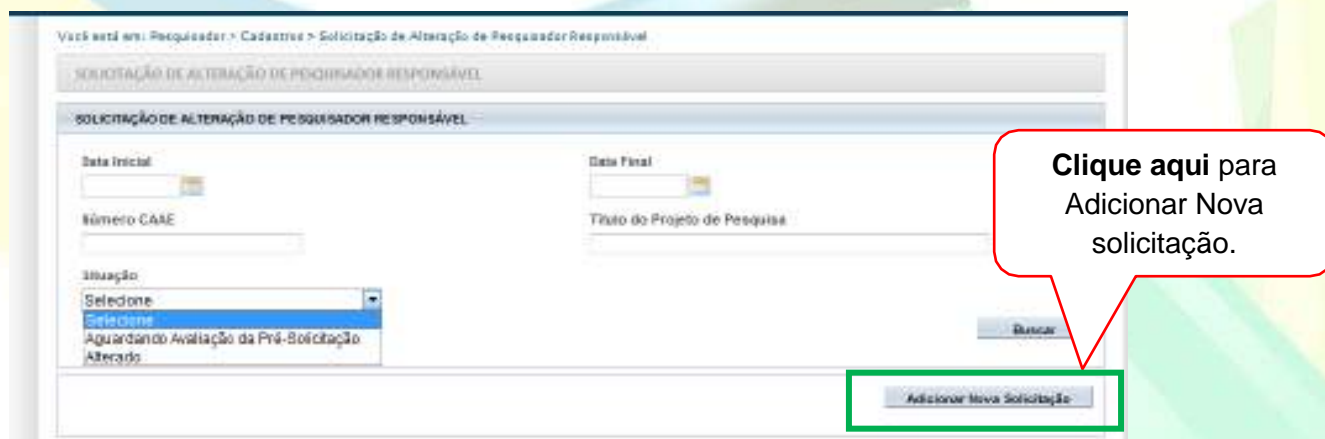 Você está em: Pesquisador > Cadastros > Solicitação de Alteração de Pesquisador Responsável
SOLICITAÇÃO DE ALTERAÇÃO DE PESQUISADOR RESPONSÁVEL
SOLICITAÇÃO DE ALTERAÇÃO DE PESQUISADOR RESPONSÁVEL
Data Inicial
Data Final
Número CAAE
Título do Projeto de Pesquisa
Situação
Selecione
Selecione
Aguardando Avaliação da Pré-Solicitação
Alterado
Buscar
Adicionar Nova Solicitação
Clique aqui para
Adicionar Nova
solicitação.